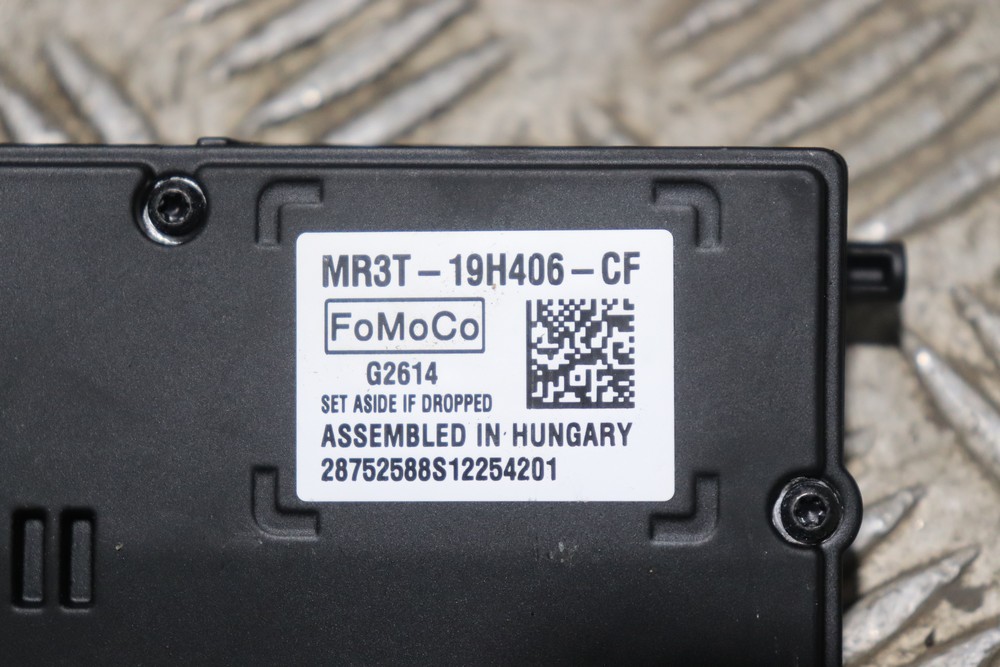 MR3T – 19H406 – CF
FoMoCo
G2614
SET ASIDE IF DROPPED
ASSEMBLED IN HUNGARY
28752588S12254201